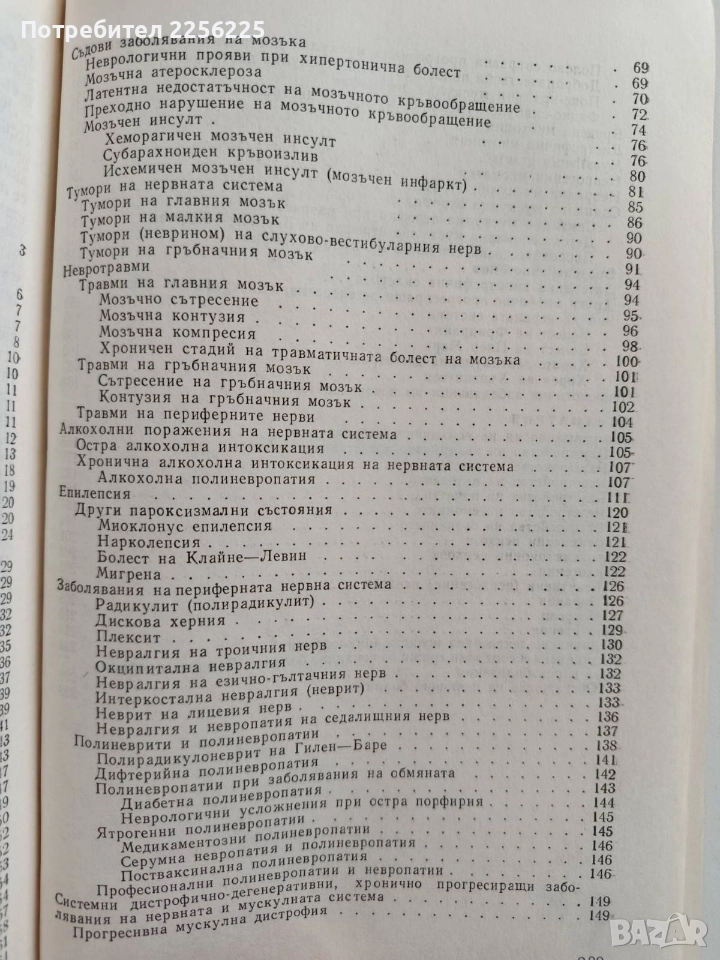 Потребител 2256225
Съдови заболявания на мозъка
Неврологични прояви при хипертонична болест . . . . . 69
Мозъчна атеросклероза . . . . . 69
Латентна недостатъчност на мозъчното кръвообращение . . . 70
Преходно нарушение на мозъчното кръвообращение . . . 72
Мозъчен инсулт . . . . . 74
Хеморагичен мозъчен инсулт . . . . . 76
Субарахноиден кръвоизлив . . . . . 76
Исхемичен мозъчен инсулт (мозъчен инфаркт) . . . . . 80
Тумори на нервната система . . . . . 81
Тумори на главния мозък . . . . . 85
Тумори на малкия мозък . . . . . 86
Тумори (неврином) на слухово-вестибуларния нерв . . . . . 90
Тумори на гръбначния мозък . . . . . 90
Невротравми . . . . . 91
Травми на главния мозък . . . . . 94
Мозъчно сътресение . . . . . 94
Мозъчна контузия . . . . . 95
Мозъчна компресия . . . . . 96
Хроничен стадий на травматичната болест на мозъка . . . . . 98
Травми на гръбначния мозък . . . . . 100
Сътресение на гръбначния мозък . . . . . 101
Контузия на гръбначния мозък . . . . . 101
Травми на периферните нерви . . . . . 102
Алкохолни поражения на нервната система . . . . . 104
Остра алкохолна интоксикация . . . . . 105
Хронична алкохолна интоксикация на нервната система . . . . . 105
Алкохолна полиневропатия . . . . . 107
Епилепсия . . . . . 107
Други пароксизмални състояния . . . . . 111
Миоклонус епилепсия . . . . . 120
Нарколепсия . . . . . 121
Болест на Клайне—Левин . . . . . 121
Мигрена . . . . . 122
Заболявания на периферната нервна система . . . . . 122
Радикулит (полирадикулит) . . . . . 126
Дискова херния . . . . . 126
Плексит . . . . . 127
Невралгия на троичния нерв . . . . . 129
Окципитална невралгия . . . . . 130
Невралгия на езично-гълтачния нерв . . . . . 132
Интеркостална невралгия (неврит) . . . . . 132
Неврит на лицевия нерв . . . . . 133
Невралгия и невропатия на седалищния нерв . . . . . 133
Полиневрити и полиневропатии . . . . . 136
Полирадикулоневрит на Гилен—Баре . . . . . 137
Дифтерийна полиневропатия . . . . . 138
Полиневропатии при заболявания на обмяната . . . . . 141
Диабетна полиневропатия . . . . . 142
Неврологични усложнения при остра порфирия . . . . . 143
Ятрогенни полиневропатии . . . . . 144
Медикаментозни полиневропатии . . . . . 145
Серумна невропатия и полиневропатия . . . . . 145
Постваксинална полиневропатия . . . . . 146
Професионални полиневропатии и невропатии . . . . . 146
Системни дистрофично-дегенеративни, хронично прогресиращи забо- 146
лявания на нервната и мускулната система . . . . . 149
Прогресивна мускулна дистрофия . . . . . 149
BAZAR